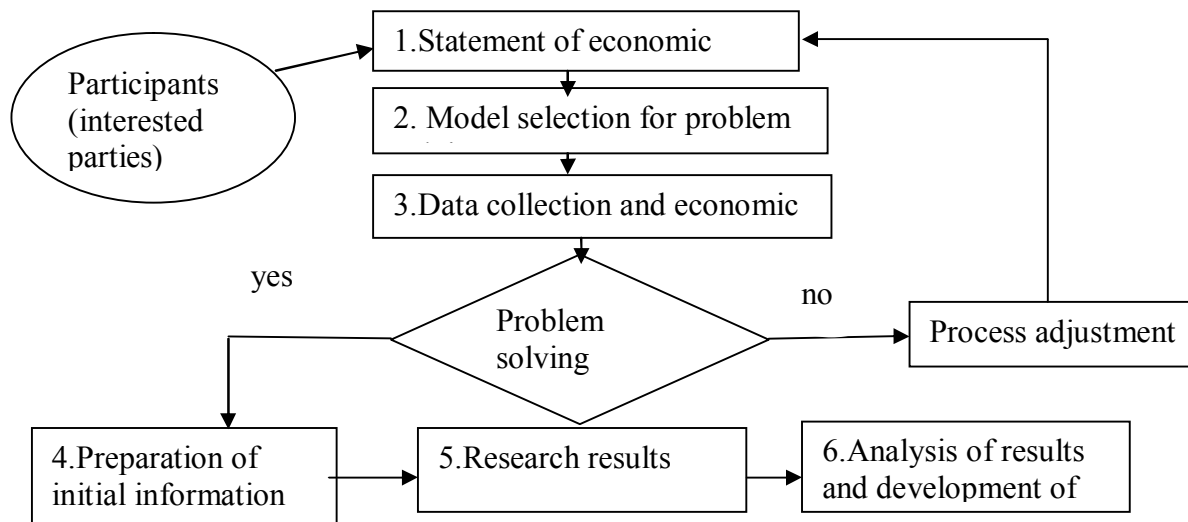 Participants
(interested
parties)
1.Statement of economic
2. Model selection for problem
3.Data collection and economic
yes
no
Problem
solving
Process adjustment
4.Preparation of
initial information
5.Research results
6.Analysis of results
and development of